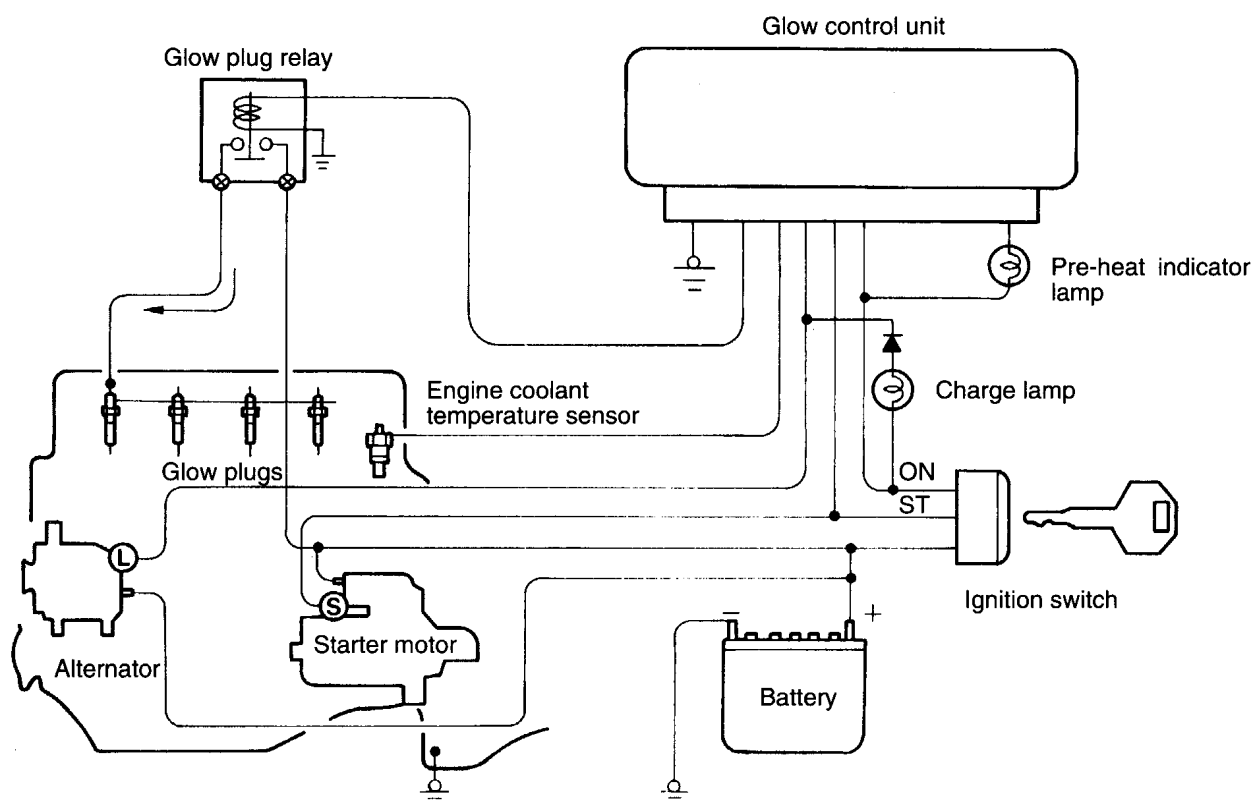 Glow control unit
Glow plug relay
Pre-heat indicator
lamp
Engine coolant
temperature sensor
Charge lamp
Glow plugs
ON
ST
L
S
Ignition switch
Starter motor
Alternator
− +
Battery